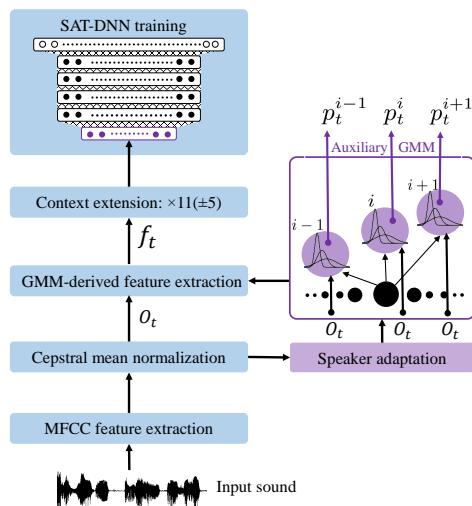 SAT-DNN training
p_t^{i-1} p_t^i p_t^{i+1}
Auxiliary GMM
i-1 i i+1
Context extension: ×11(±5)
f_t
GMM-derived feature extraction
o_t o_t o_t
o_t
Cepstral mean normalization
Speaker adaptation
MFCC feature extraction
Input sound